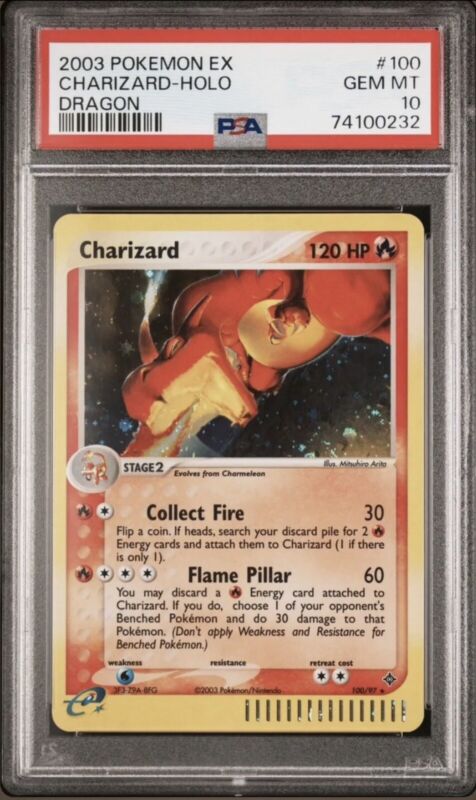 2003 POKEMON EX #100
CHARIZARD-HOLO GEM MT
DRAGON 10
PSA 74100232
Charizard 120 HP
Illus. Mitsuhiro Arita
STAGE2
Evolves from Charmeleon
Collect Fire 30
Flip a coin. If heads, search your discard pile for 2
Energy cards and attach them to Charizard (1 if there
is only 1).
Flame Pillar 60
You may discard a Energy card attached to
Charizard. If you do, choose 1 of your opponent's
Benched Pokémon and do 30 damage to that
Pokémon. (Don't apply Weakness and Resistance for
Benched Pokémon.)
weakness resistance retreat cost
3F3-Z9A-8FG ©2003 Pokémon/Nintendo 100/97
e